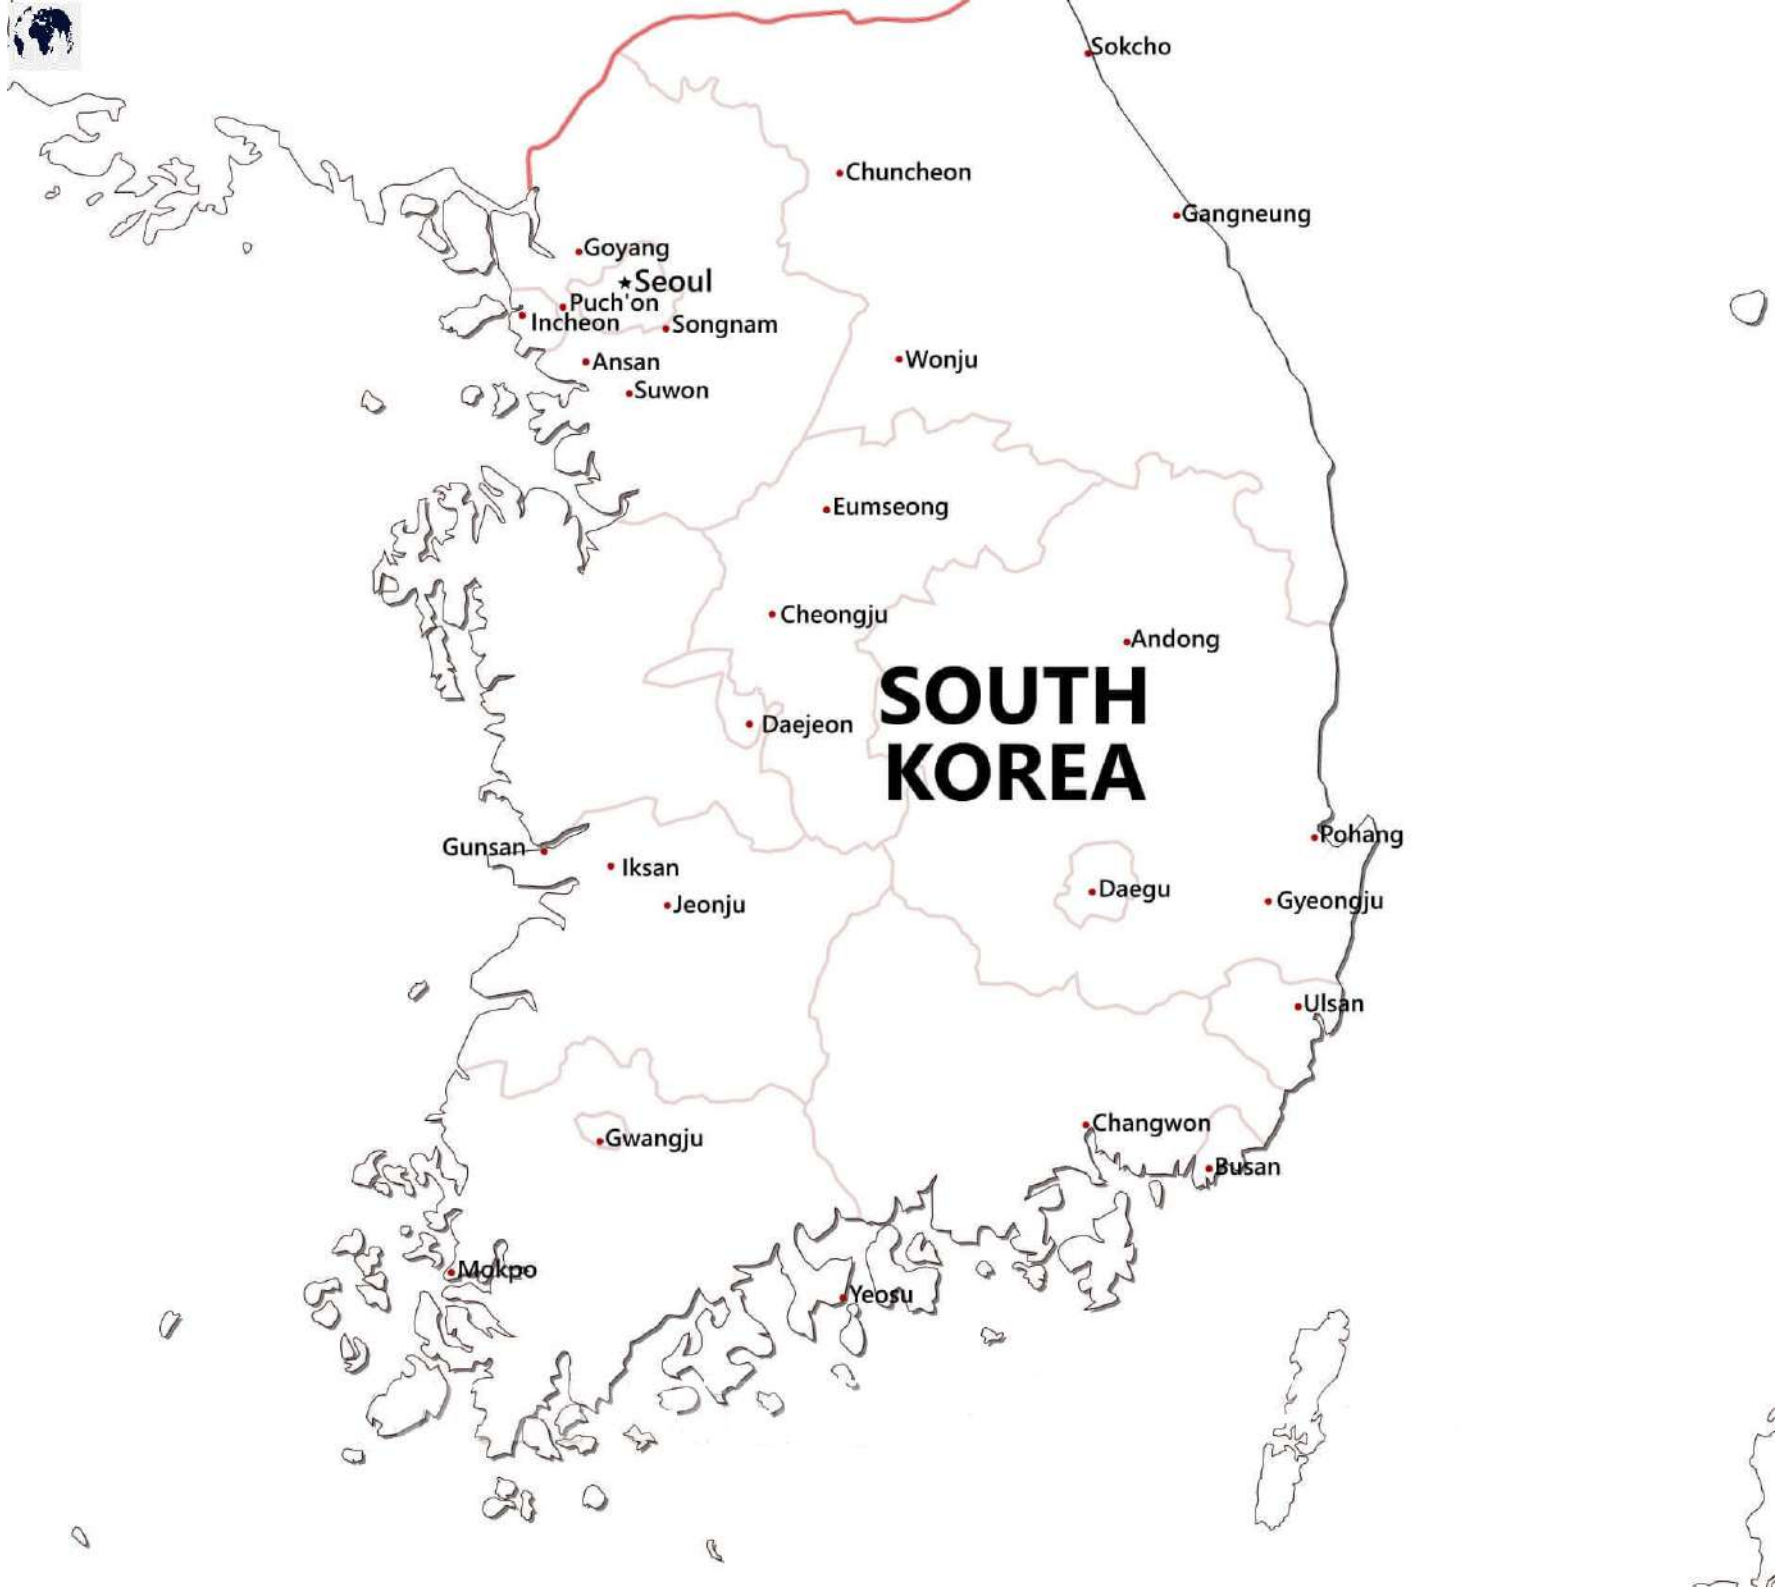 Sokcho
Chuncheon
Gangneung
Goyang
Seoul
Puch'on
Incheon
Songnam
Ansan
Wonju
Suwon
Eumseong
Cheongju
Andong
SOUTH
KOREA
Daejeon
Pohang
Gunsan
Iksan
Daegu
Jeonju
Gyeongju
Ulsan
Changwon
Gwangju
Busan
Mokpo
Yeosu